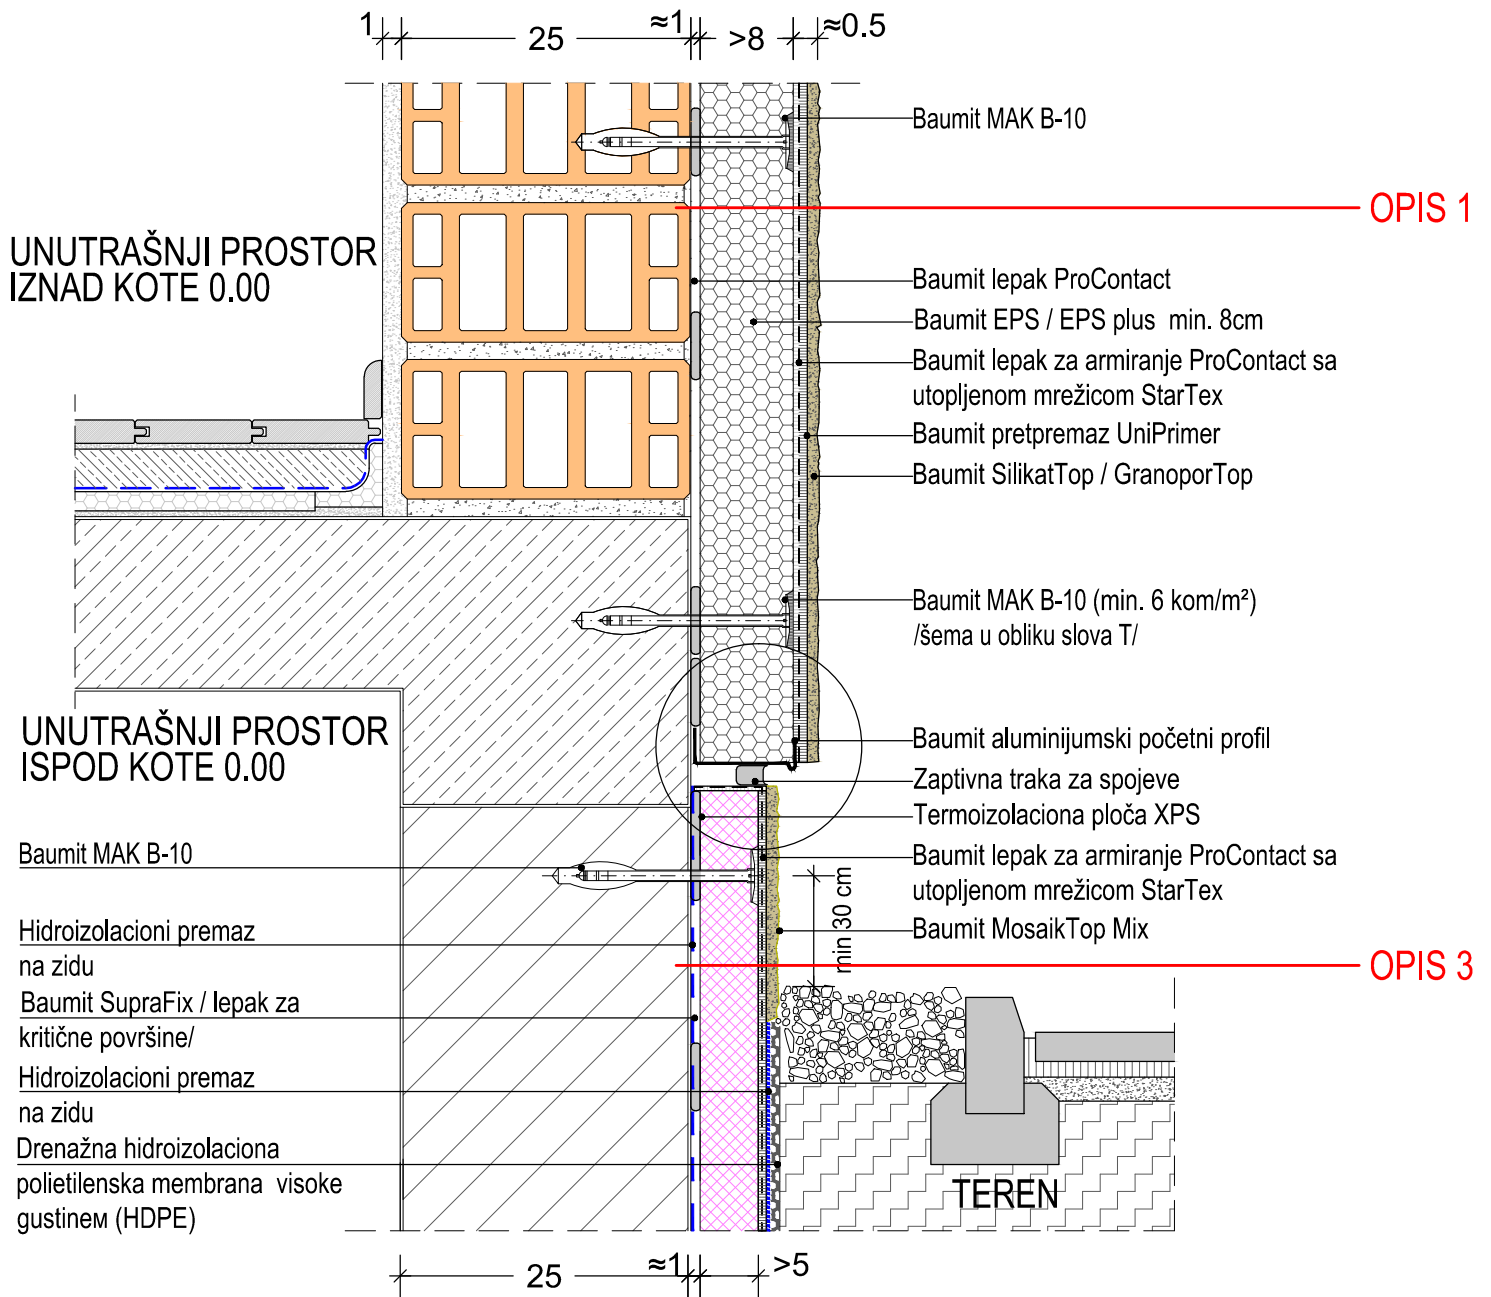 1
25
≈1
>8
≈0.5
Baumit MAK B-10
OPIS 1
UNUTRAŠNJI PROSTOR
IZNAD KOTE 0.00
Baumit lepak ProContact
Baumit EPS / EPS plus min. 8cm
Baumit lepak za armiranje ProContact sa
utopljenom mrežicom StarTex
Baumit pretpremaz UniPrimer
Baumit SilikatTop / GranoporTop
Baumit MAK B-10 (min. 6 kom/m²)
/šema u obliku slova T/
UNUTRAŠNJI PROSTOR
ISPOD KOTE 0.00
Baumit aluminijumski početni profil
Zaptivna traka za spojeve
Termoizolaciona ploča XPS
Baumit lepak za armiranje ProContact sa
utopljenom mrežicom StarTex
Baumit MosaikTop Mix
min 30 cm
OPIS 3
Baumit MAK B-10
Hidroizolacioni premaz
na zidu
Baumit SupraFix / lepak za
kritične površine/
Hidroizolacioni premaz
na zidu
Drenažna hidroizolaciona
polietilenska membrana visoke
gustineм (HDPE)
TEREN
25
≈1
>5